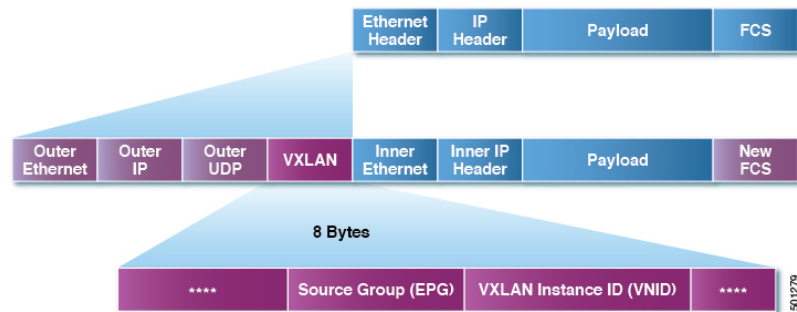 Ethernet Header
IP Header
Payload
FCS
Outer Ethernet
Outer IP
Outer UDP
VXLAN
Inner Ethernet
Inner IP Header
Payload
New FCS
8 Bytes
****
Source Group (EPG)
VXLAN Instance ID (VNID)
****
501279